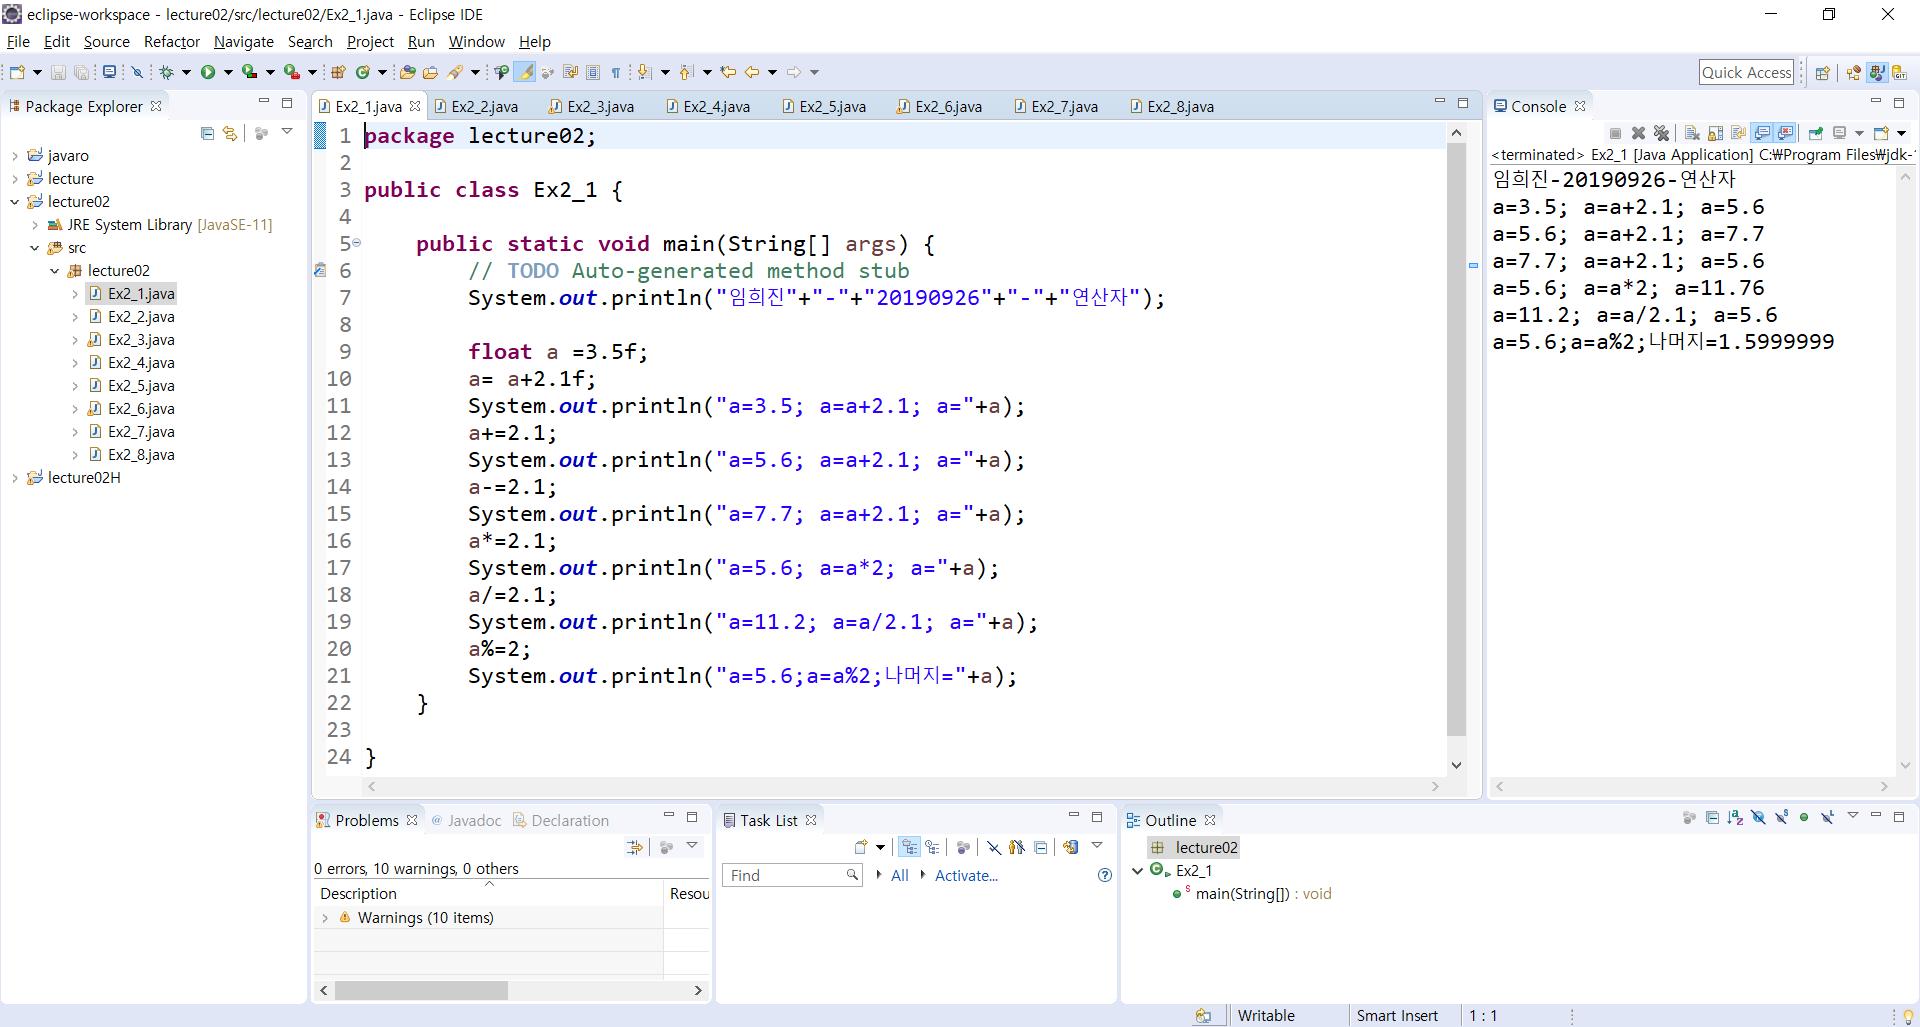 eclipse-workspace - lecture02/src/lecture02/Ex2_1.java - Eclipse IDE
File Edit Source Refactor Navigate Search Project Run Window Help
Quick Access
Package Explorer
javaro
lecture
lecture02
JRE System Library [JavaSE-11]
src
lecture02
Ex2_1.java
Ex2_2.java
Ex2_3.java
Ex2_4.java
Ex2_5.java
Ex2_6.java
Ex2_7.java
Ex2_8.java
lecture02H
Ex2_1.java Ex2_2.java Ex2_3.java Ex2_4.java Ex2_5.java Ex2_6.java Ex2_7.java Ex2_8.java
1 package lecture02;
2
3 public class Ex2_1 {
4
5 public static void main(String[] args) {
6 // TODO Auto-generated method stub
7 System.out.println("임희진"+"-"+"20190926"+"-"+"연산자");
8
9 float a =3.5f;
10 a= a+2.1f;
11 System.out.println("a=3.5; a=a+2.1; a="+a);
12 a+=2.1;
13 System.out.println("a=5.6; a=a+2.1; a="+a);
14 a-=2.1;
15 System.out.println("a=7.7; a=a+2.1; a="+a);
16 a*=2.1;
17 System.out.println("a=5.6; a=a*2; a="+a);
18 a/=2.1;
19 System.out.println("a=11.2; a=a/2.1; a="+a);
20 a%=2;
21 System.out.println("a=5.6;a=a%2;나머지="+a);
22 }
23
24 }
Console
<terminated> Ex2_1 [Java Application] C:₩Program Files₩jdk-
임희진-20190926-연산자
a=3.5; a=a+2.1; a=5.6
a=5.6; a=a+2.1; a=7.7
a=7.7; a=a+2.1; a=5.6
a=5.6; a=a*2; a=11.76
a=11.2; a=a/2.1; a=5.6
a=5.6;a=a%2;나머지=1.5999999
Problems @ Javadoc Declaration
0 errors, 10 warnings, 0 others
Description Resou
Warnings (10 items)
Task List
Find All Activate...
Outline
lecture02
Ex2_1
main(String[]) : void
Writable Smart Insert 1 : 1